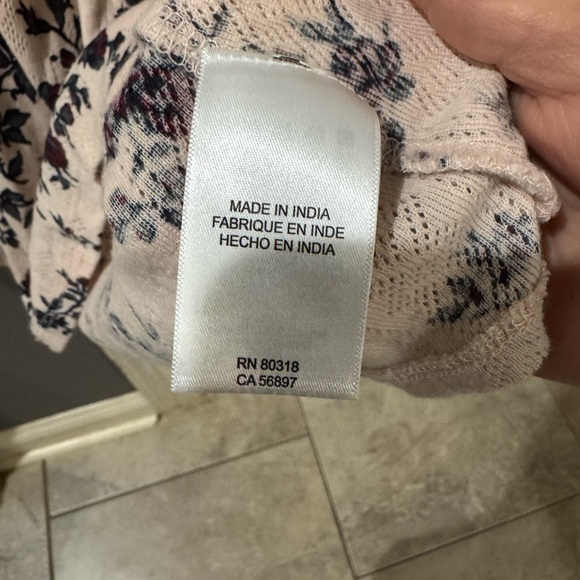 MADE IN INDIA
FABRIQUE EN INDE
HECHO EN INDIA
RN 80318
CA 56897